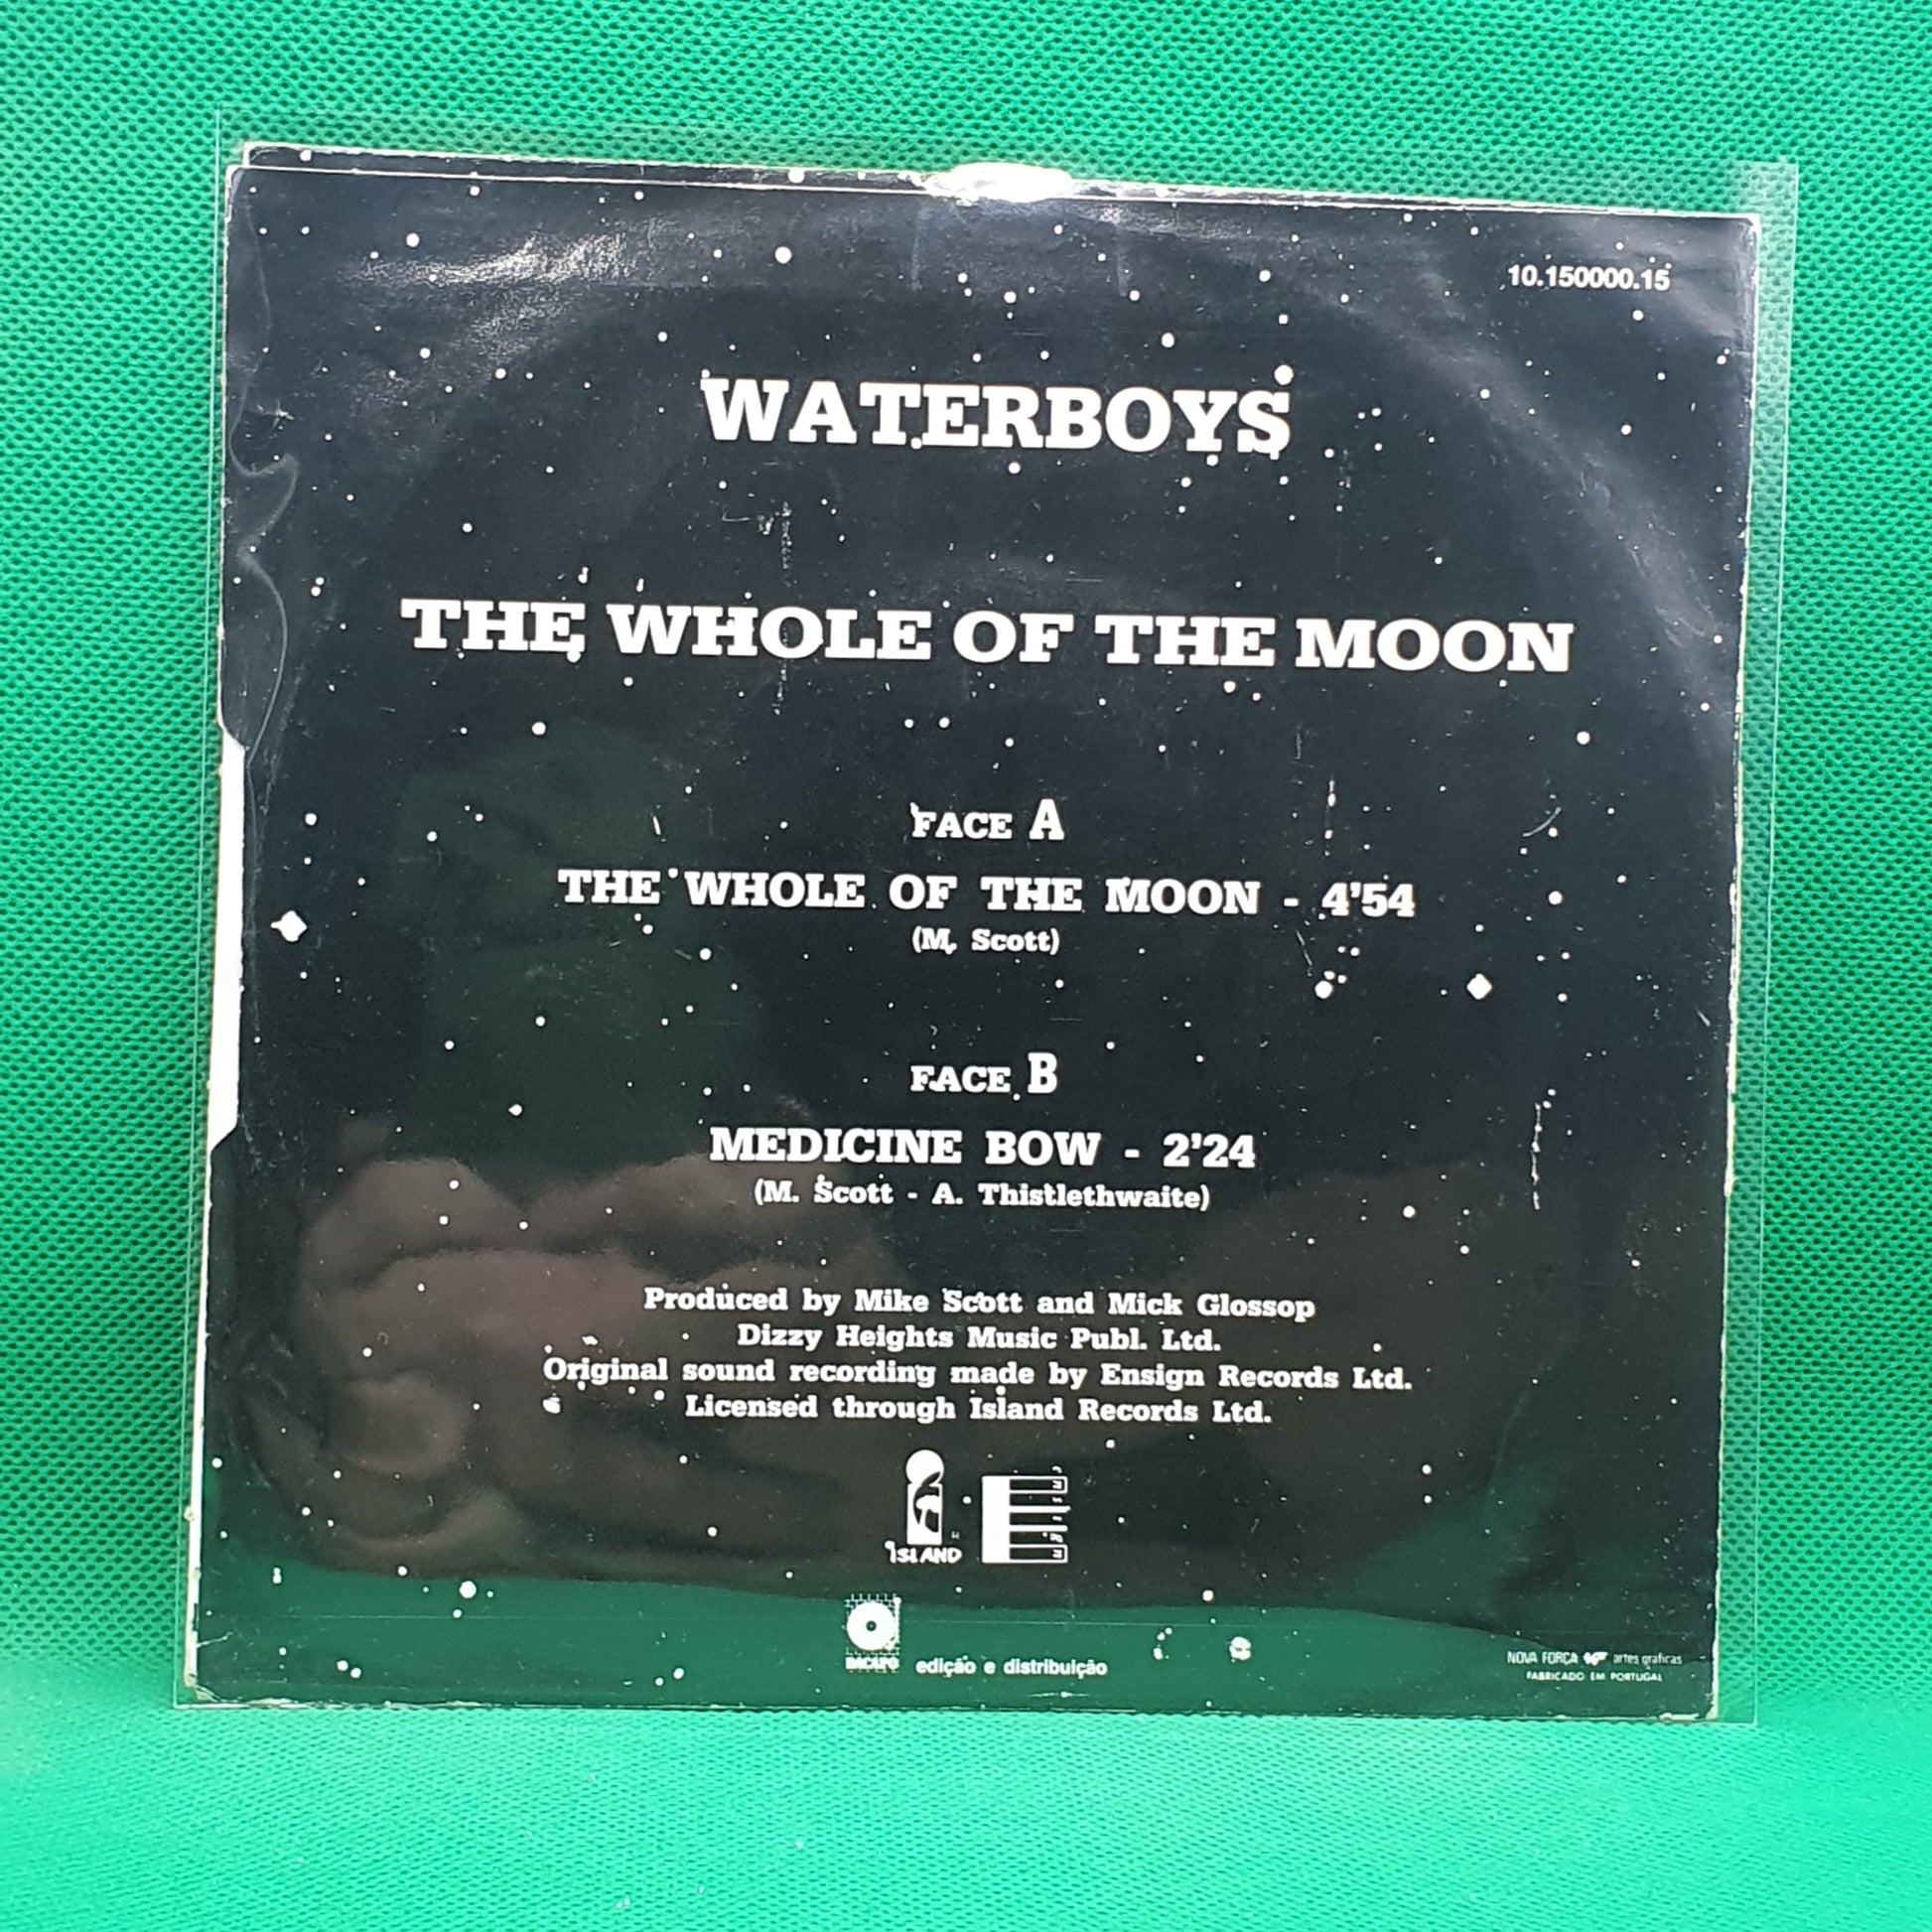 10.150000.15
WATERBOYS
THE WHOLE OF THE MOON
FACE A
THE WHOLE OF THE MOON - 4'54
(M. Scott)
FACE B
MEDICINE BOW - 2'24
(M. Scott - A. Thistlethwaite)
Produced by Mike Scott and Mick Glossop
Dizzy Heights Music Publ. Ltd.
Original sound recording made by Ensign Records Ltd.
Licensed through Island Records Ltd.
ISLAND
DACAPO
edição e distribuição
NOVA FORÇA artes gráficas
FABRICADO EM PORTUGAL